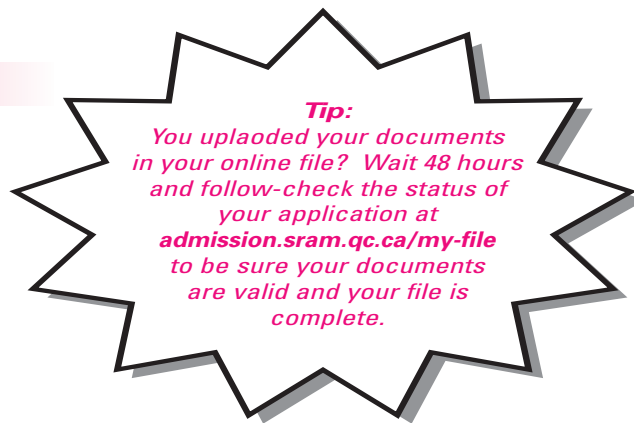 Tip:
You uplaoded your documents
in your online file? Wait 48 hours
and follow-check the status of
your application at
admission.sram.qc.ca/my-file
to be sure your documents
are valid and your file is
complete.